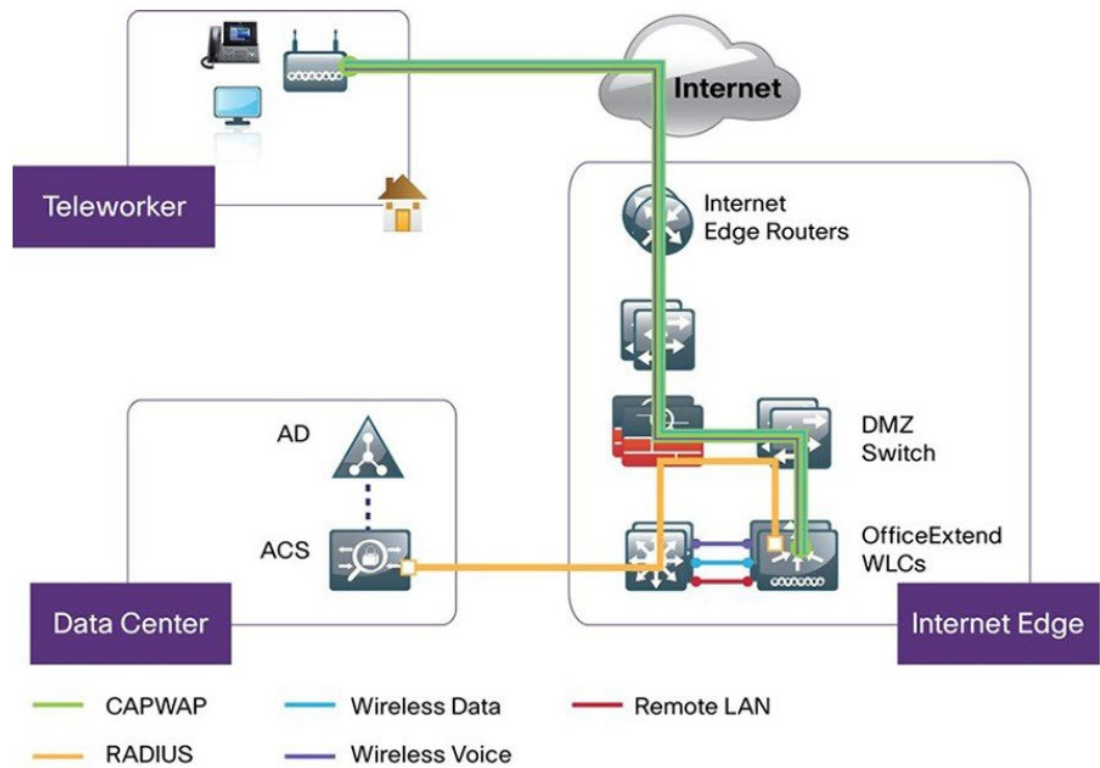 Internet
Teleworker
Internet
Edge Routers
AD
DMZ
Switch
ACS
OfficeExtend
WLCs
Data Center
Internet Edge
CAPWAP
Wireless Data
Remote LAN
RADIUS
Wireless Voice